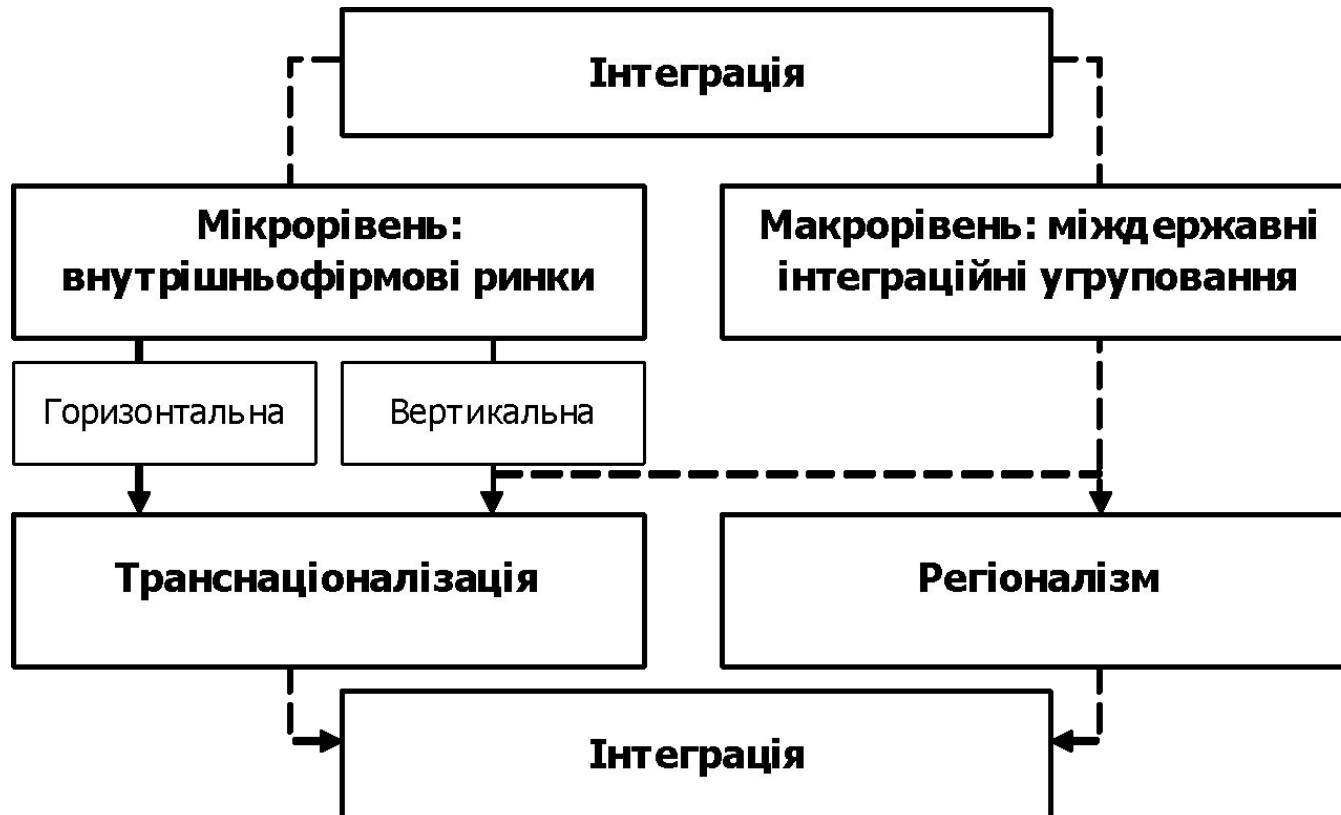 Інтеграція
Мікрорівень:
внутрішньофірмові ринки
Макрорівень: міждержавні
інтеграційні угруповання
Горизонтальна
Вертикальна
Транснаціоналізація
Регіоналізм
Інтеграція